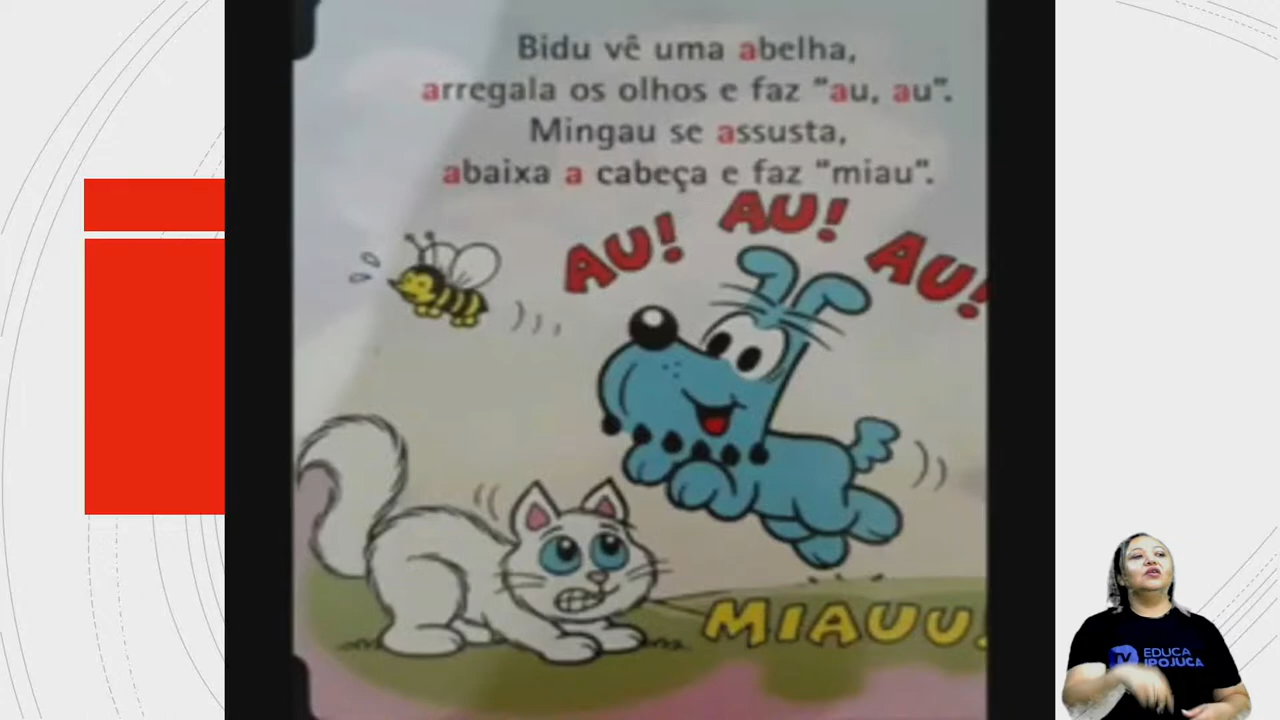 Bidu vê uma abelha,
arregala os olhos e faz “au, au”.
Mingau se assusta,
abaixa a cabeça e faz “miau”.
AU! AU! AU!
MIAUU!
TV EDUCA
IPOJUCA